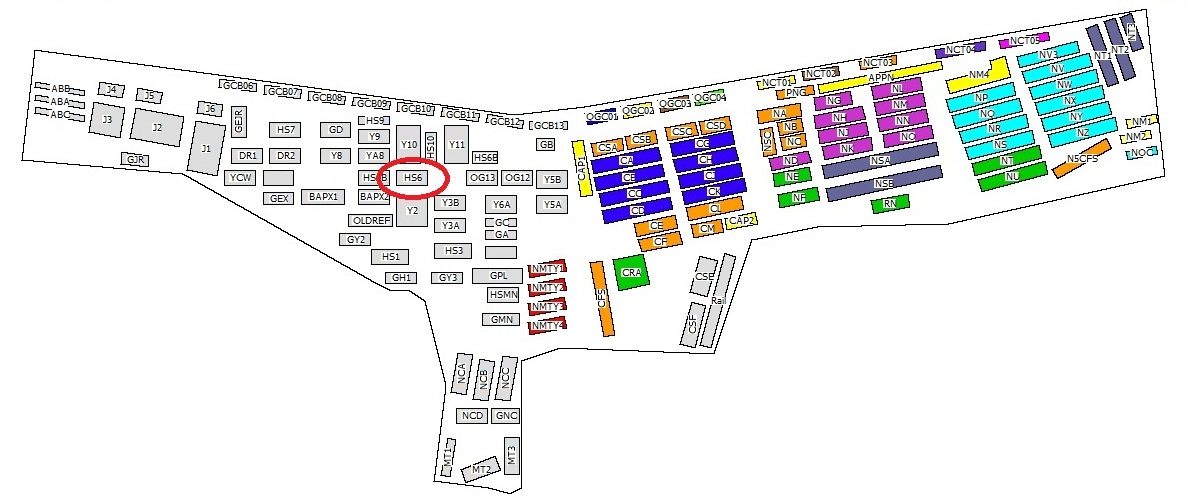 ABB
ABA
ABC
J4
J5
J3
J2
J6
J1
GEJR
GJR
GCB06
GCB07
GCB08
GCB09
GCB10
GCB11
GCB12
GCB13
HS7
GD
HS9
Y9
Y10
HS10
Y11
HS6B
GB
DR1
DR2
Y8
YA8
YCW
HS6
OG13
OG12
Y5B
GEX
BAPX1
BAPX2
Y2
Y3B
Y6A
Y5A
OLDREF
Y3A
GC
GA
GY2
HS1
HS3
GH1
GY3
GPL
HSMN
GMN
NMTY1
NMTY2
NMTY3
NMTY4
NCA
NCB
NCC
NCD
GNC
MT1
MT2
MT3
CAP1
OGC01
OGC02
OGC03
OGC04
CSA
CSB
CSC
CSD
CA
CB
CC
CD
CE
CF
CG
CH
CJ
CK
CL
CM
CAP2
CFS
CRA
CSE
CSF
Rail
NCT01
NCT02
NCT03
NCT04
NCT05
PNG
APPN
NA
NB
NC
NSC
ND
NE
NF
NG
NH
NJ
NK
NL
NM
NN
NO
NSA
NSB
RN
NM4
NP
NQ
NR
NS
NT
NU
NV3
NV
NW
NX
NY
NZ
NT1
NT2
NT3
NSCFS
NM1
NM2
NOC